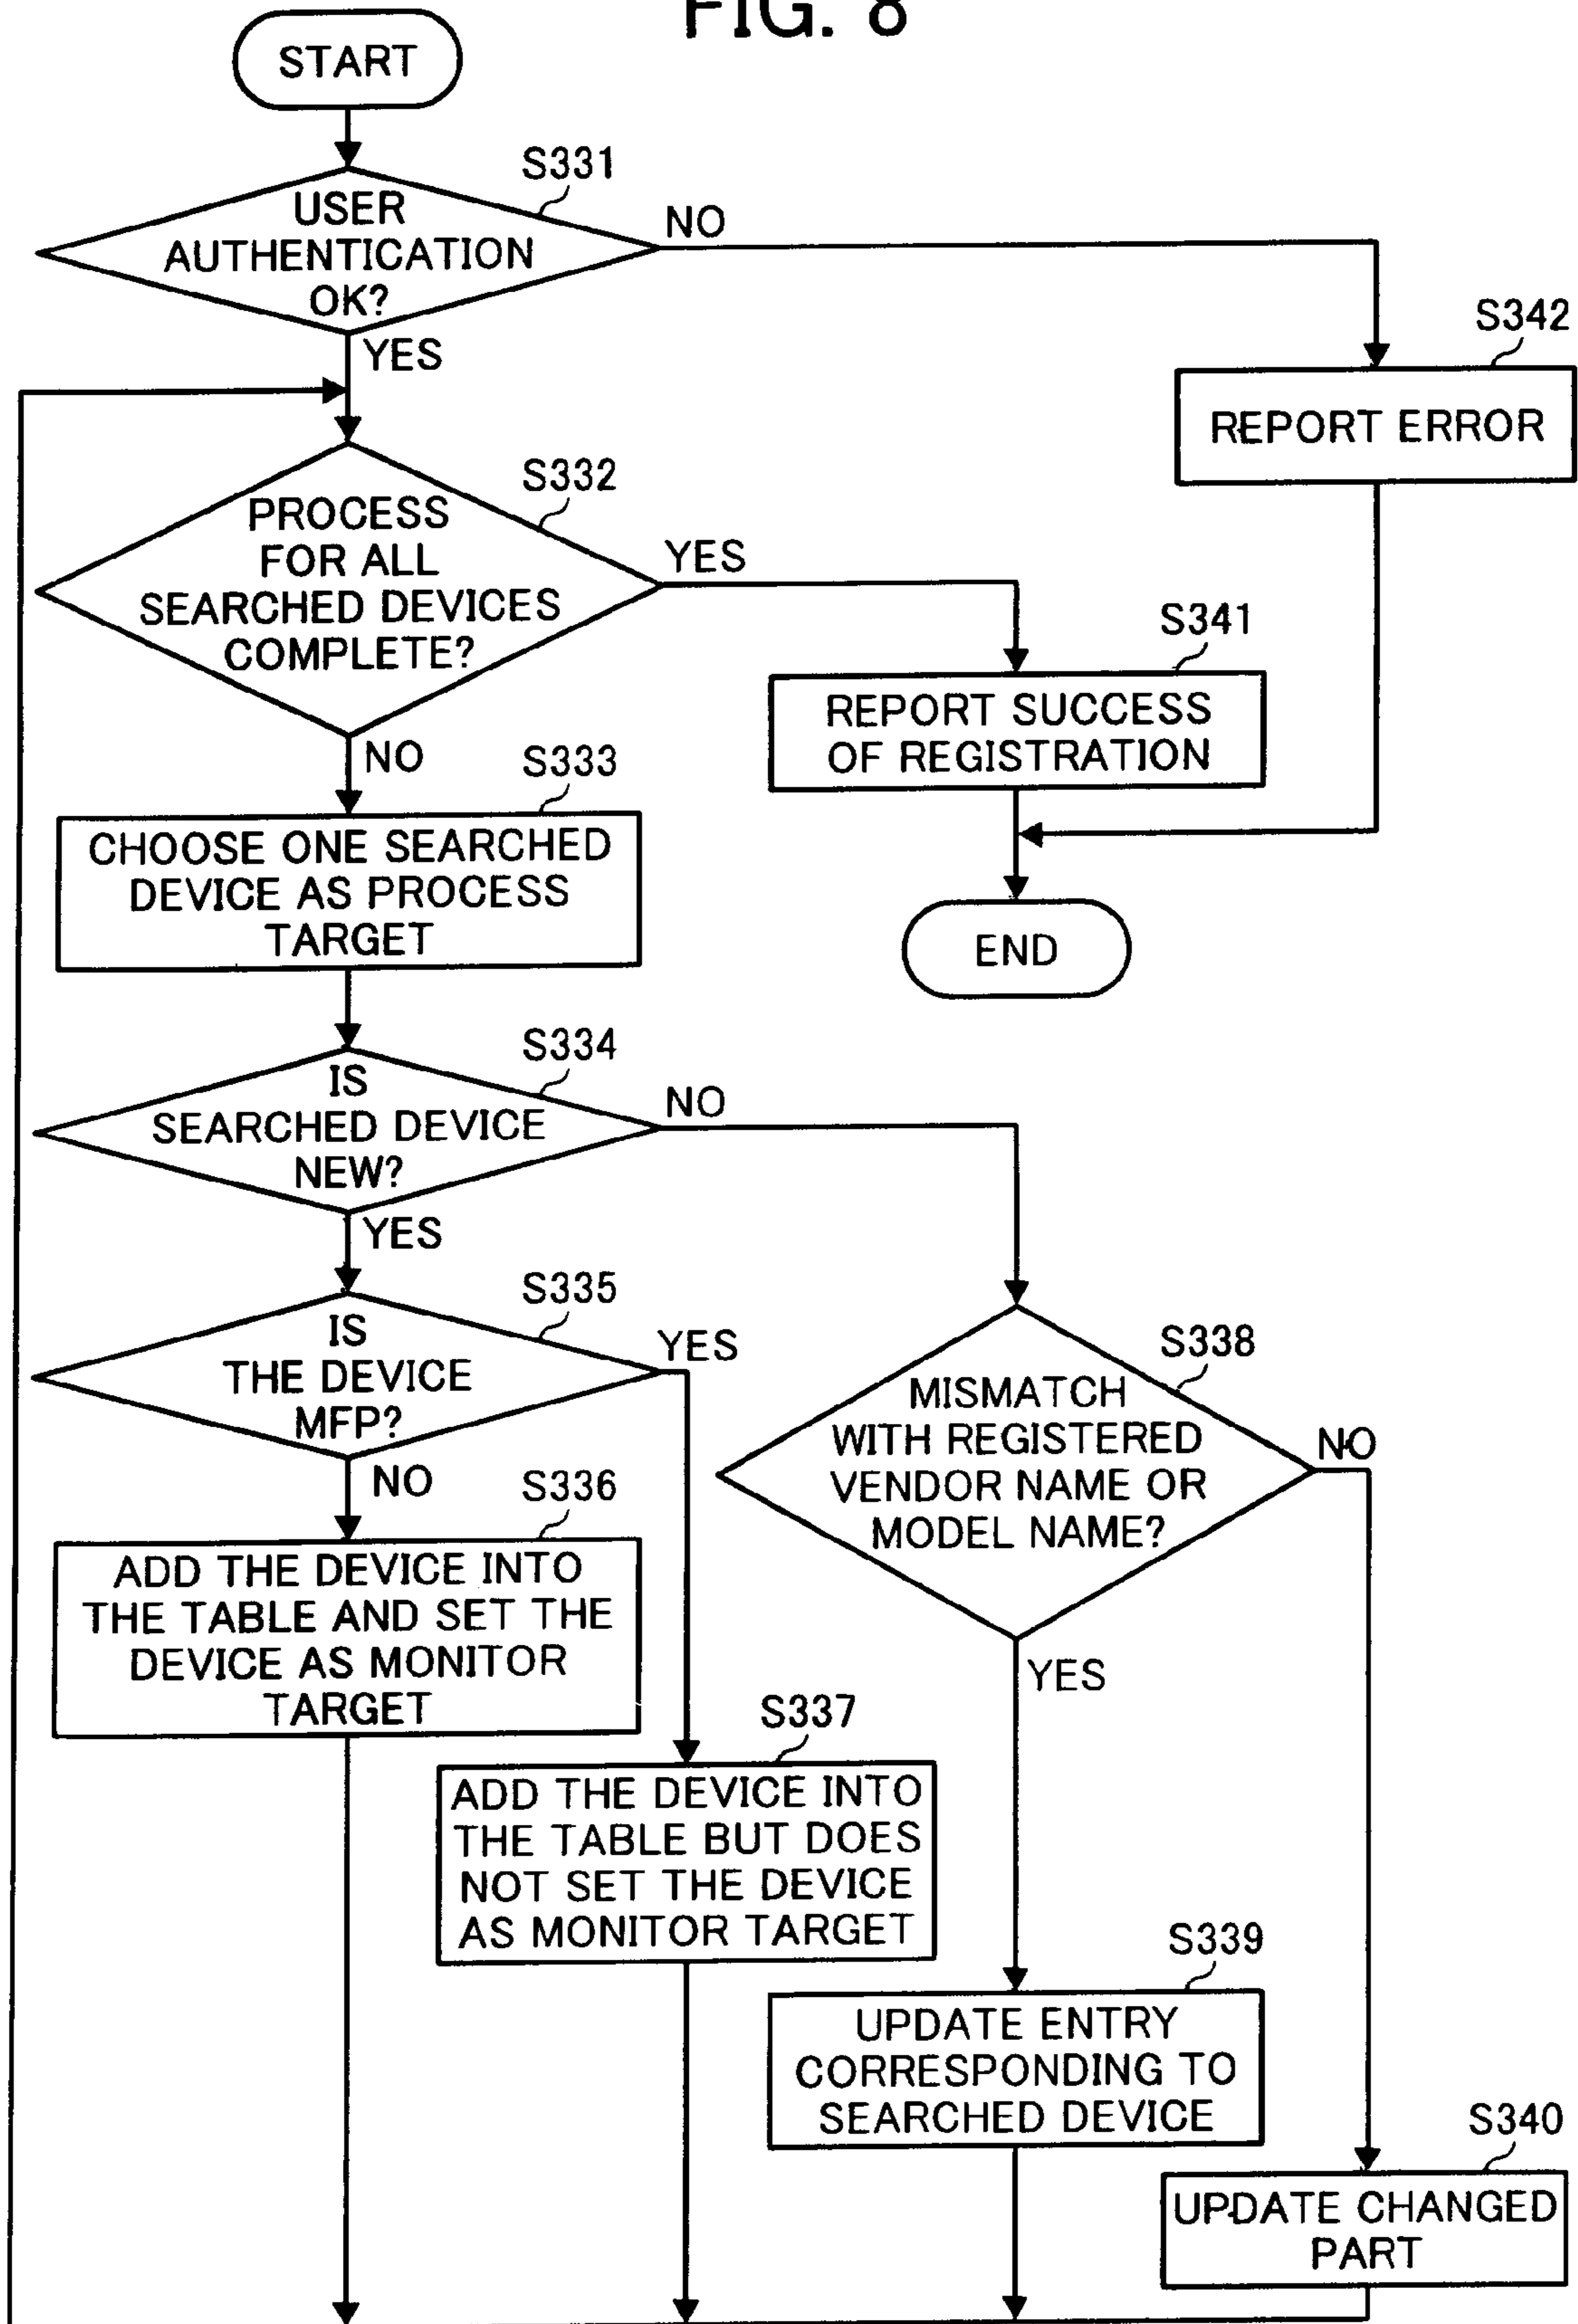 FIG. 8
START
S331
USER
AUTHENTICATION
OK?
NO
YES
S342
REPORT ERROR
S332
PROCESS
FOR ALL
SEARCHED DEVICES
COMPLETE?
YES
NO
S341
REPORT SUCCESS
OF REGISTRATION
END
S333
CHOOSE ONE SEARCHED
DEVICE AS PROCESS
TARGET
S334
IS
SEARCHED DEVICE
NEW?
NO
YES
S335
IS
THE DEVICE
MFP?
YES
NO
S338
MISMATCH
WITH REGISTERED
VENDOR NAME OR
MODEL NAME?
NO
YES
S336
ADD THE DEVICE INTO
THE TABLE AND SET THE
DEVICE AS MONITOR
TARGET
S337
ADD THE DEVICE INTO
THE TABLE BUT DOES
NOT SET THE DEVICE
AS MONITOR TARGET
S339
UPDATE ENTRY
CORRESPONDING TO
SEARCHED DEVICE
S340
UPDATE CHANGED
PART